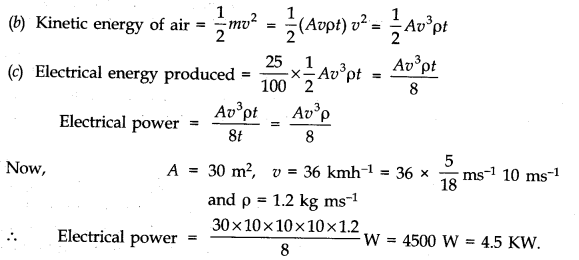 (b) Kinetic energy of air = 1/2 mv² = 1/2 (Avρt) v² = 1/2 Av³ρt
(c) Electrical energy produced = 25/100 × 1/2 Av³ρt = Av³ρt/8
Electrical power = Av³ρt/8t = Av³ρ/8
Now, A = 30 m², v = 36 kmh⁻¹ = 36 × 5/18 ms⁻¹ 10 ms⁻¹
and ρ = 1.2 kg ms⁻¹
∴ Electrical power = 30×10×10×10×1.2/8 W = 4500 W = 4.5 KW.